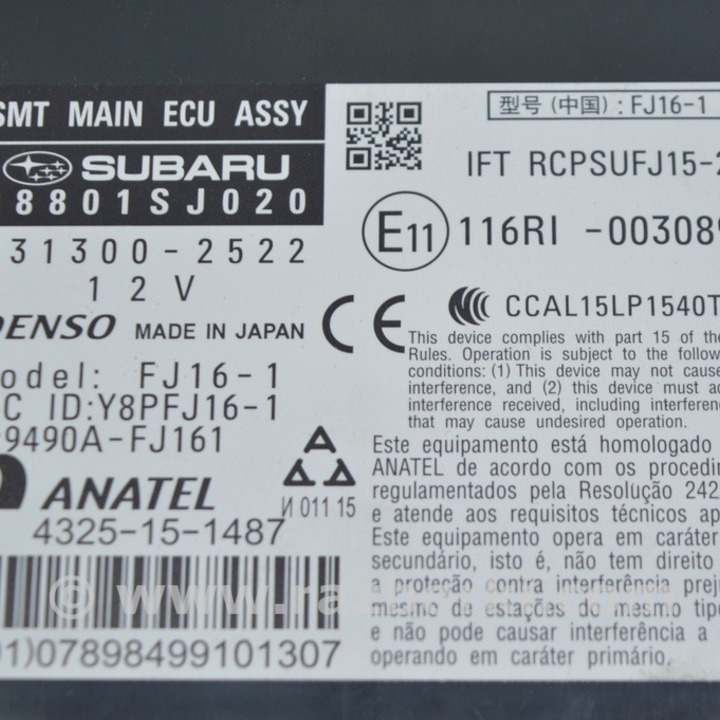 SMT MAIN ECU ASSY
SUBARU
8801SJ020
31300-2522
12V
DENSO MADE IN JAPAN
odel: FJ16-1
C ID:Y8PFJ16-1
9490A-FJ161
ANATEL
4325-15-1487
И 011 15
1)07898499101307
型号(中国):FJ16-1
IFT RCPSUFJ15-2
E11 116RI -003089
CE
CCAL15LP1540T
This device complies with part 15 of the
Rules. Operation is subject to the follow
conditions: (1) This device may not cause
interference, and (2) this device must ac
interference received, including interferen
that may cause undesired operation.
Este equipamento está homologado
ANATEL de acordo com os procedim
regulamentados pela Resolução 242
e atende aos requisitos técnicos ap
Este equipamento opera em caráter
secundário, isto é, não tem direito
a proteção contra interferência prej
mesmo de estações do mesmo tipo
e não pode causar interferência a
operando em caráter primário.